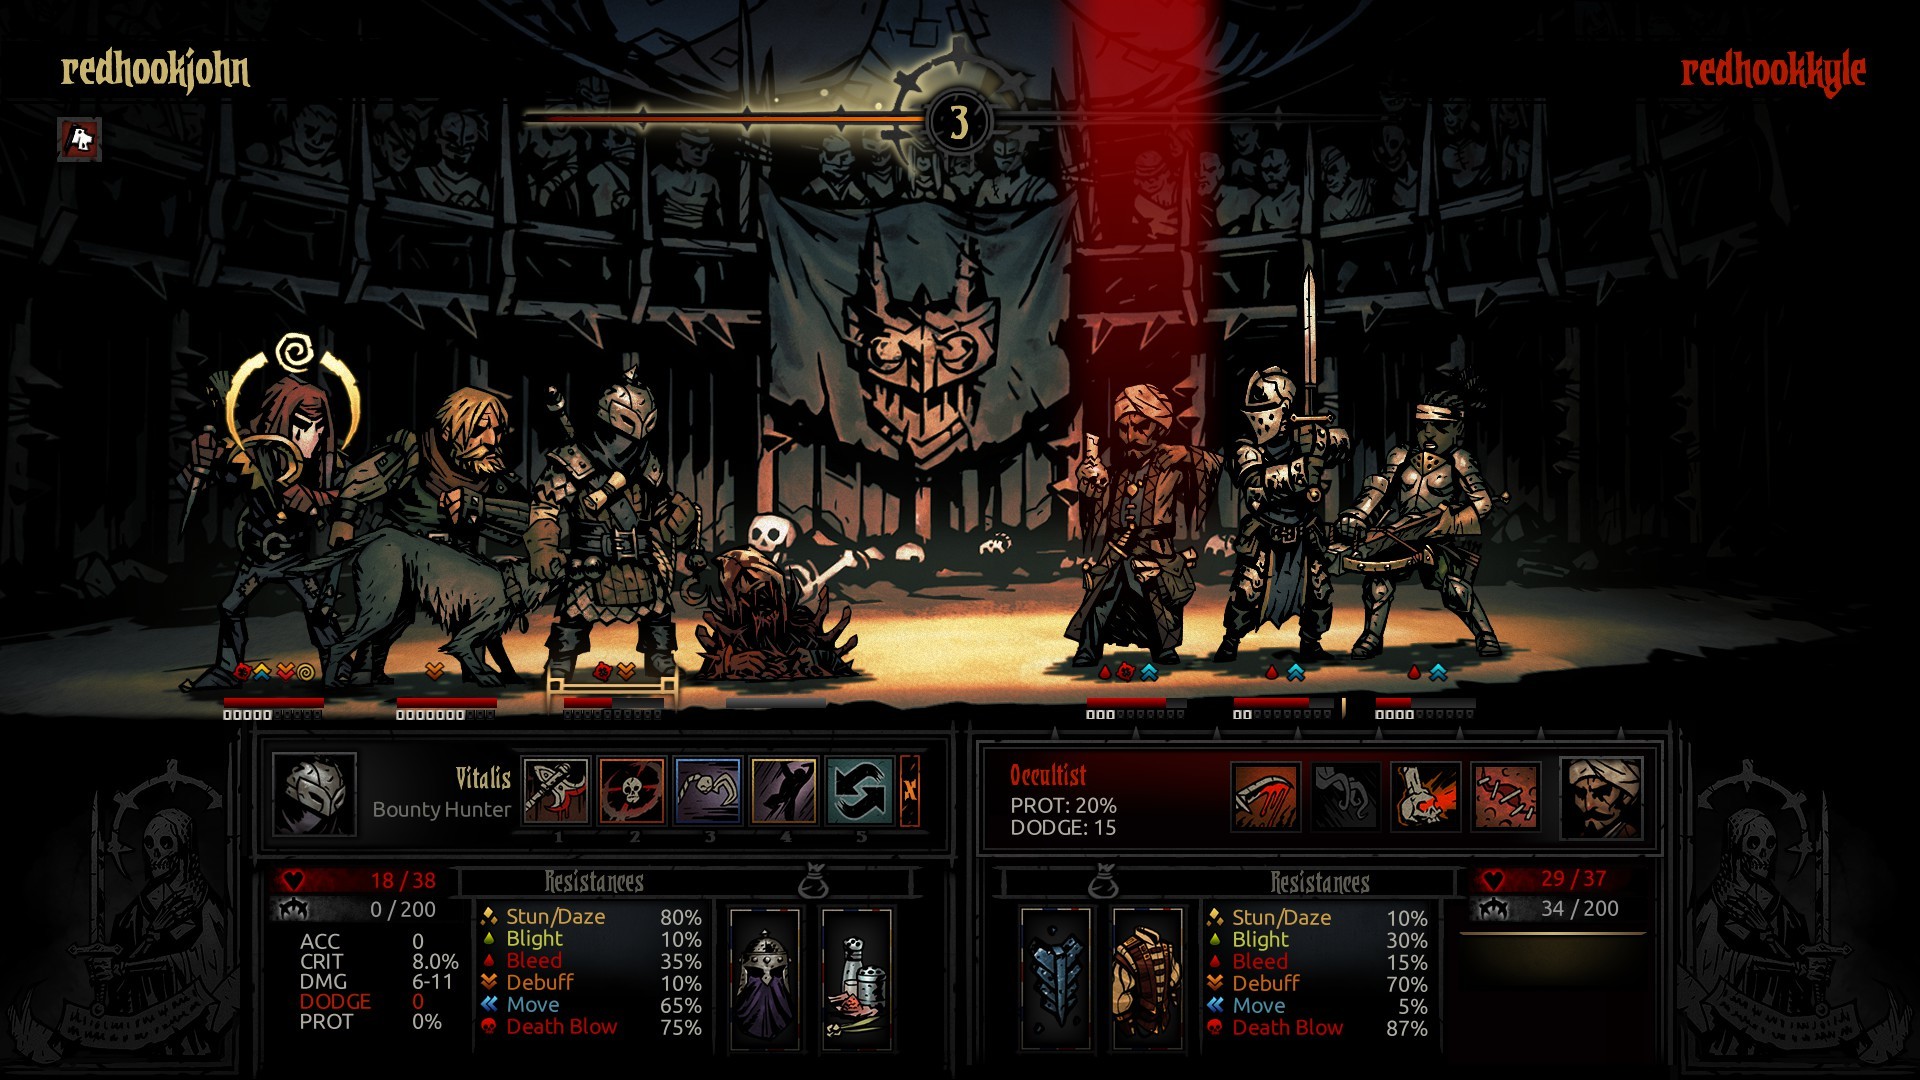 redhookjohn
redhookkyle
3
Vitalis
Bounty Hunter
1 2 3 4 5
X
Occultist
PROT: 20%
DODGE: 15
18 / 38
0 / 200
ACC 0
CRIT 8.0%
DMG 6-11
DODGE 0
PROT 0%
Resistances
Stun/Daze 80%
Blight 10%
Bleed 35%
Debuff 10%
Move 65%
Death Blow 75%
Resistances
Stun/Daze 10%
Blight 30%
Bleed 15%
Debuff 70%
Move 5%
Death Blow 87%
29 / 37
34 / 200